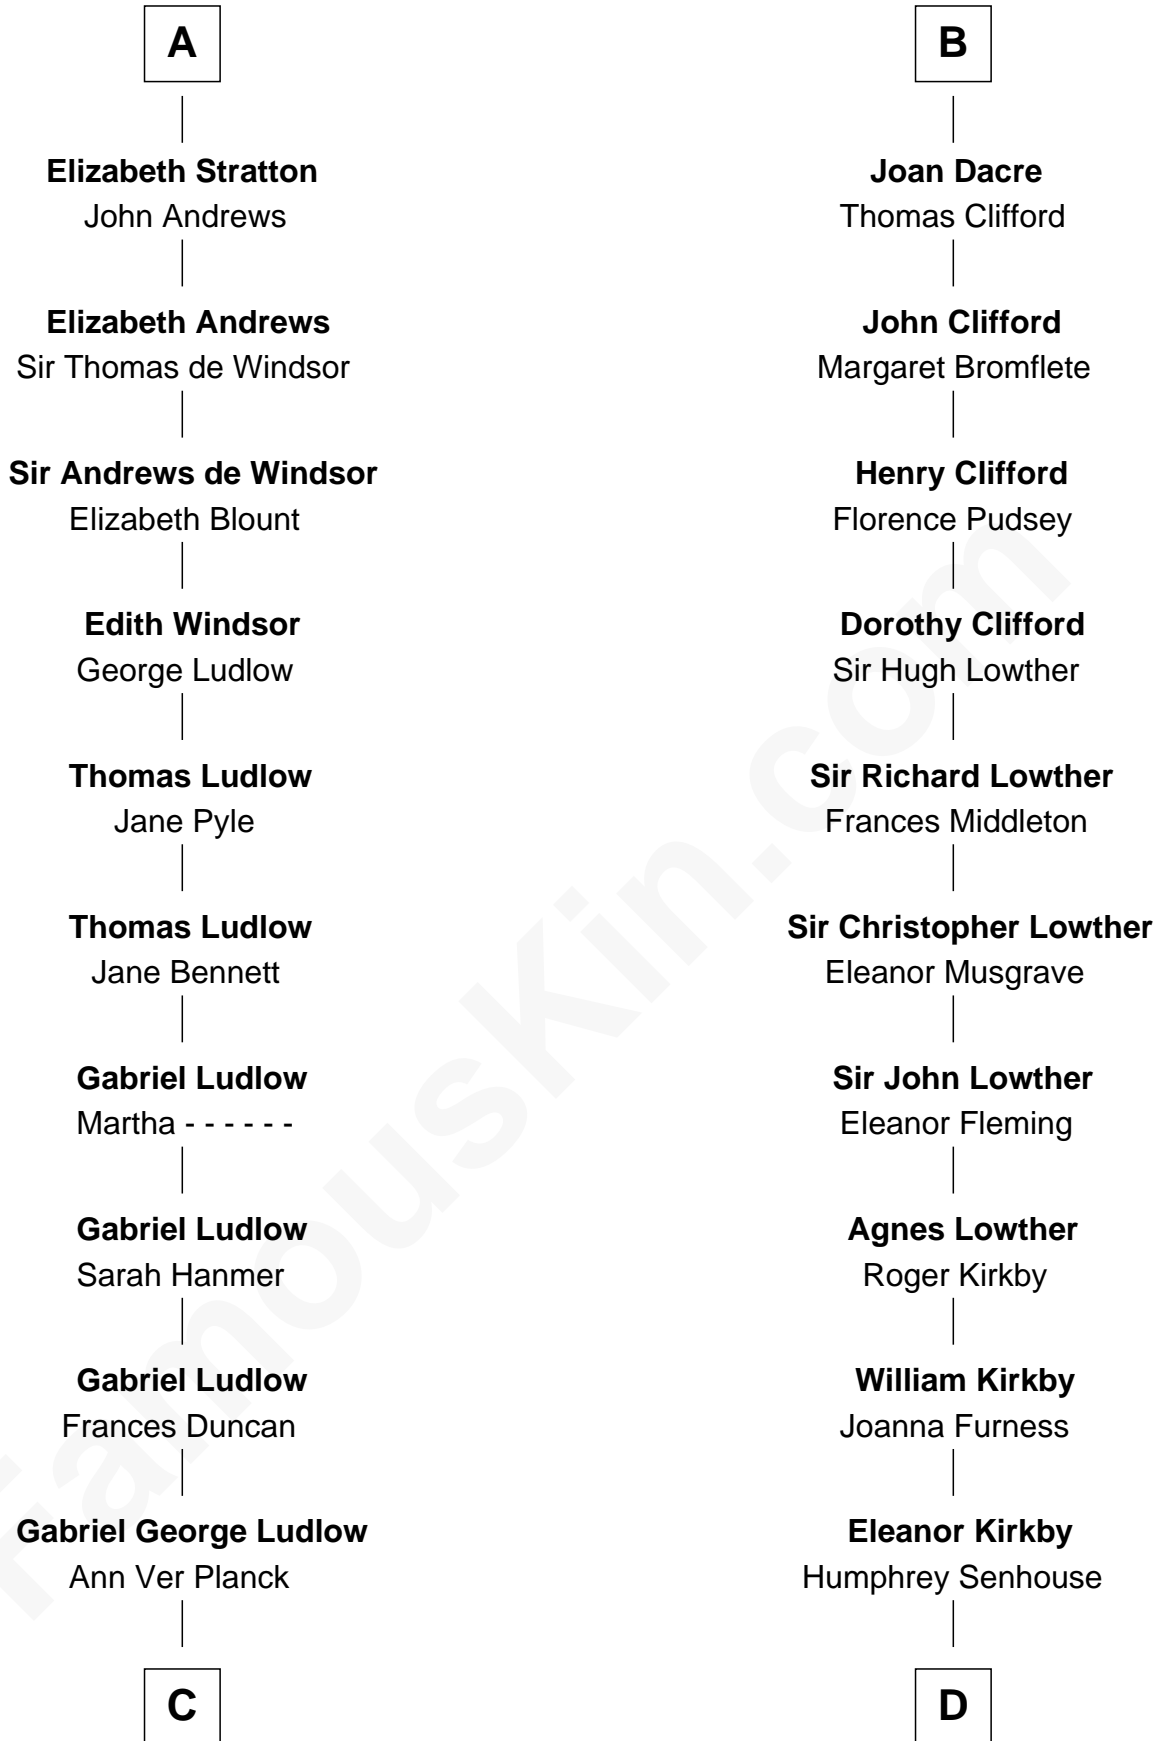 A
Elizabeth Stratton
John Andrews
Elizabeth Andrews
Sir Thomas de Windsor
Sir Andrews de Windsor
Elizabeth Blount
Edith Windsor
George Ludlow
Thomas Ludlow
Jane Pyle
Thomas Ludlow
Jane Bennett
Gabriel Ludlow
Martha - - - - - -
Gabriel Ludlow
Sarah Hanmer
Gabriel Ludlow
Frances Duncan
Gabriel George Ludlow
Ann Ver Planck
C
B
Joan Dacre
Thomas Clifford
John Clifford
Margaret Bromflete
Henry Clifford
Florence Pudsey
Dorothy Clifford
Sir Hugh Lowther
Sir Richard Lowther
Frances Middleton
Sir Christopher Lowther
Eleanor Musgrave
Sir John Lowther
Eleanor Fleming
Agnes Lowther
Roger Kirkby
William Kirkby
Joanna Furness
Eleanor Kirkby
Humphrey Senhouse
D
FamousKin.com